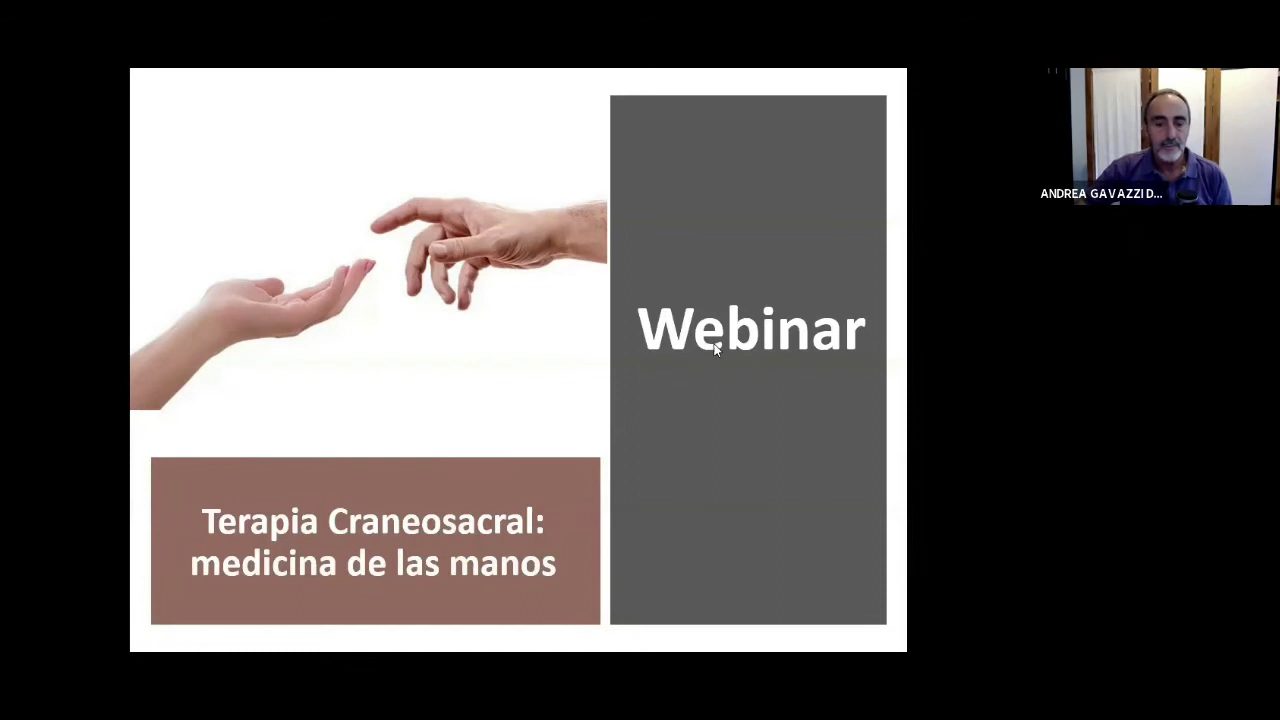 Webinar
Terapia Craneosacral:
medicina de las manos
ANDREA GAVAZZI D...